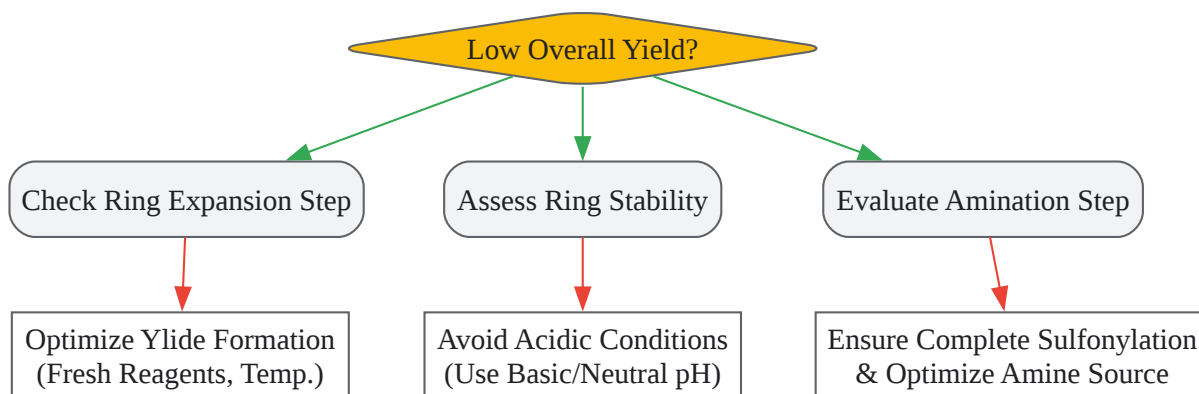 Low Overall Yield?
Check Ring Expansion Step
Assess Ring Stability
Evaluate Amination Step
Optimize Ylide Formation
(Fresh Reagents, Temp.)
Avoid Acidic Conditions
(Use Basic/Neutral pH)
Ensure Complete Sulfonylation
& Optimize Amine Source